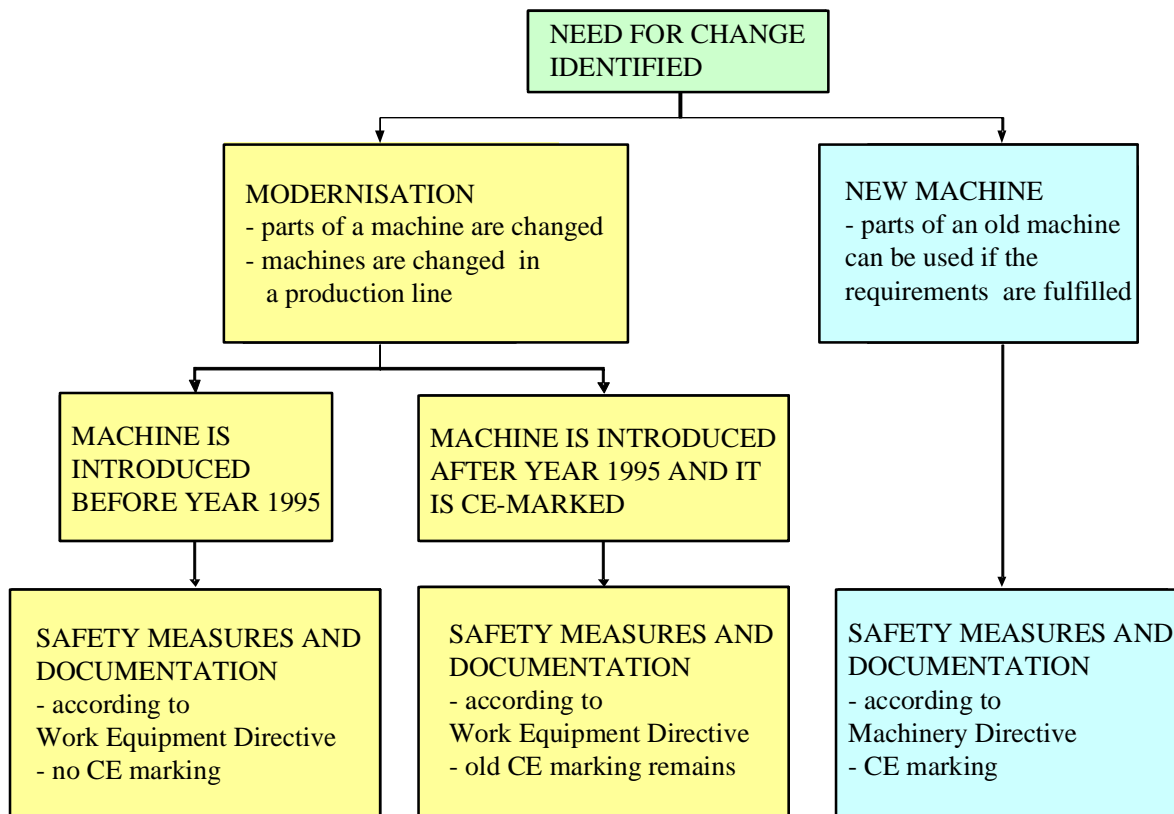 NEED FOR CHANGE
IDENTIFIED
MODERNISATION
- parts of a machine are changed
- machines are changed in
a production line
NEW MACHINE
- parts of an old machine
can be used if the
requirements are fulfilled
MACHINE IS
INTRODUCED
BEFORE YEAR 1995
MACHINE IS INTRODUCED
AFTER YEAR 1995 AND IT
IS CE-MARKED
SAFETY MEASURES AND
DOCUMENTATION
- according to
Work Equipment Directive
- no CE marking
SAFETY MEASURES AND
DOCUMENTATION
- according to
Work Equipment Directive
- old CE marking remains
SAFETY MEASURES AND
DOCUMENTATION
- according to
Machinery Directive
- CE marking